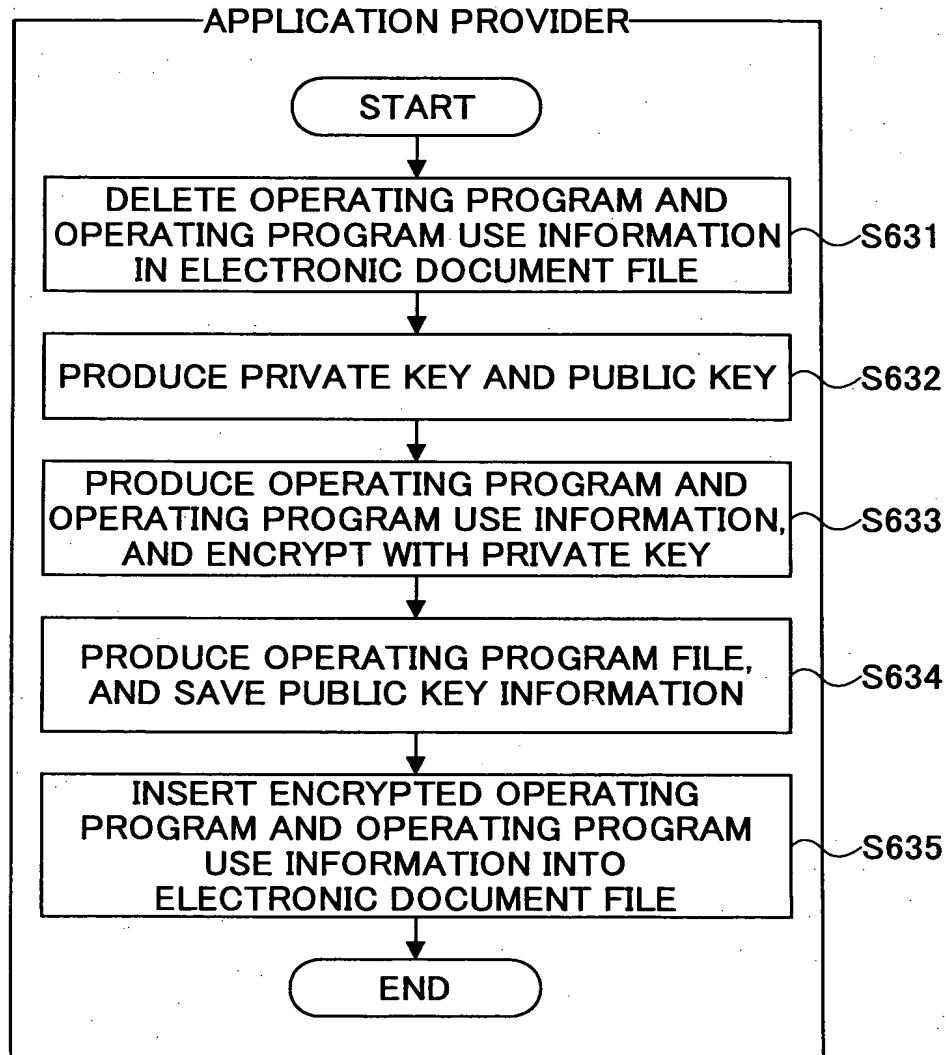 APPLICATION PROVIDER
START
DELETE OPERATING PROGRAM AND
OPERATING PROGRAM USE INFORMATION
IN ELECTRONIC DOCUMENT FILE
S631
PRODUCE PRIVATE KEY AND PUBLIC KEY
S632
PRODUCE OPERATING PROGRAM AND
OPERATING PROGRAM USE INFORMATION,
AND ENCRYPT WITH PRIVATE KEY
S633
PRODUCE OPERATING PROGRAM FILE,
AND SAVE PUBLIC KEY INFORMATION
S634
INSERT ENCRYPTED OPERATING
PROGRAM AND OPERATING PROGRAM
USE INFORMATION INTO
ELECTRONIC DOCUMENT FILE
S635
END